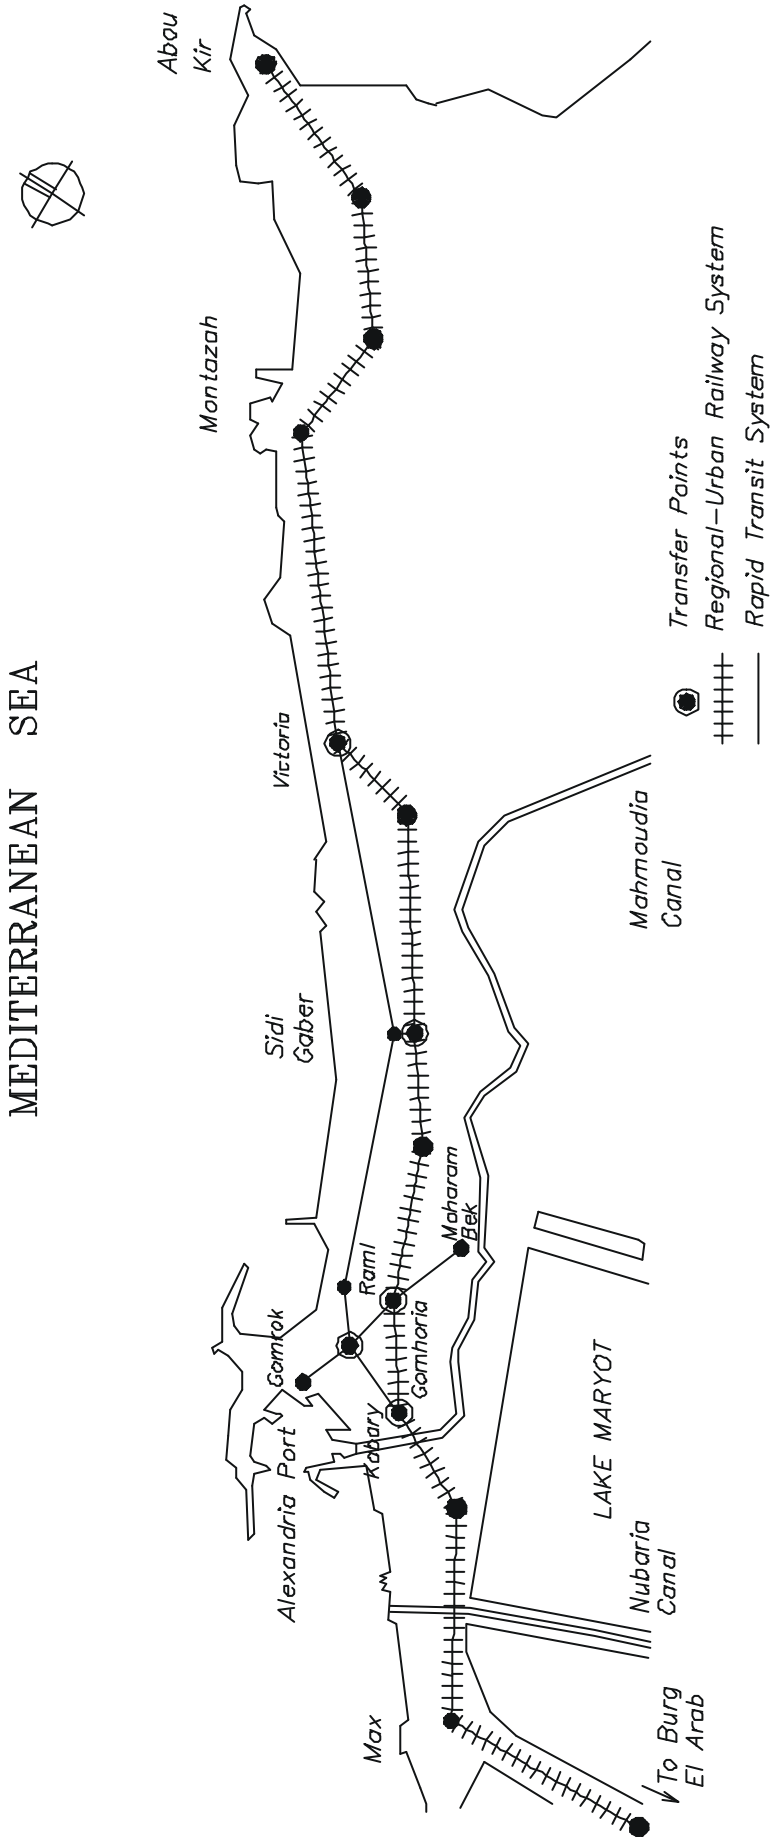 MEDITERRANEAN SEA
Abou
Kir
Montazah
Victoria
Sidi
Gaber
Raml
Maharam
Bek
Gomrok
Gomhoria
Kabary
Alexandria Port
Max
Mahmoudia
Canal
LAKE MARYOT
Nubaria
Canal
To Burg
El Arab
Transfer Points
Regional-Urban Railway System
Rapid Transit System